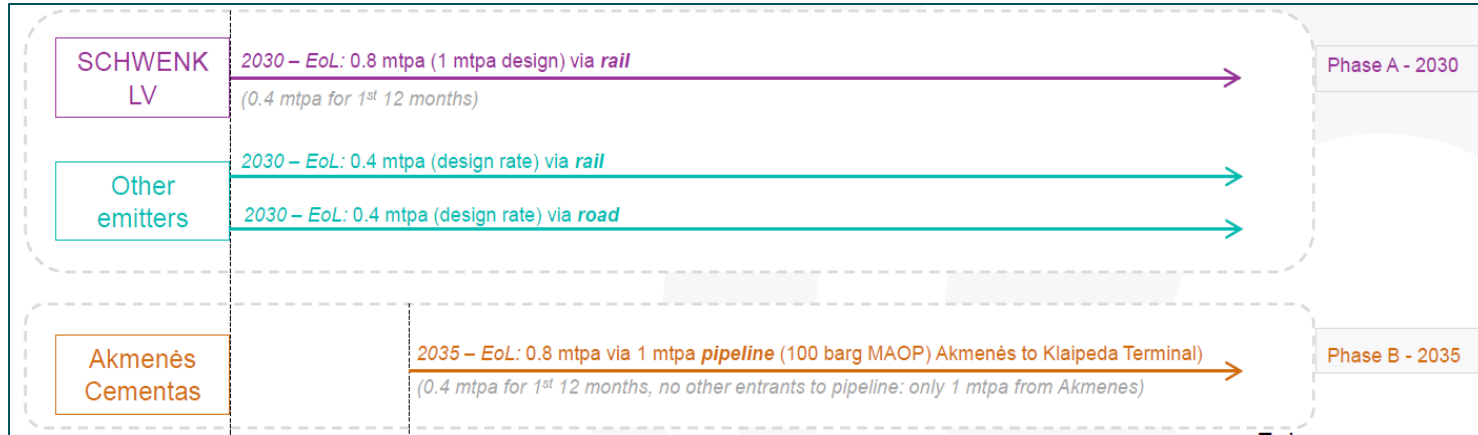 SCHWENK
LV
2030 – EoL: 0.8 mtpa (1 mtpa design) via rail
(0.4 mtpa for 1st 12 months)
Phase A - 2030
Other
emitters
2030 – EoL: 0.4 mtpa (design rate) via rail
2030 – EoL: 0.4 mtpa (design rate) via road
Akmenės
Cementas
2035 – EoL: 0.8 mtpa via 1 mtpa pipeline (100 barg MAOP) Akmenės to Klaipeda Terminal)
(0.4 mtpa for 1st 12 months, no other entrants to pipeline: only 1 mtpa from Akmenes)
Phase B - 2035